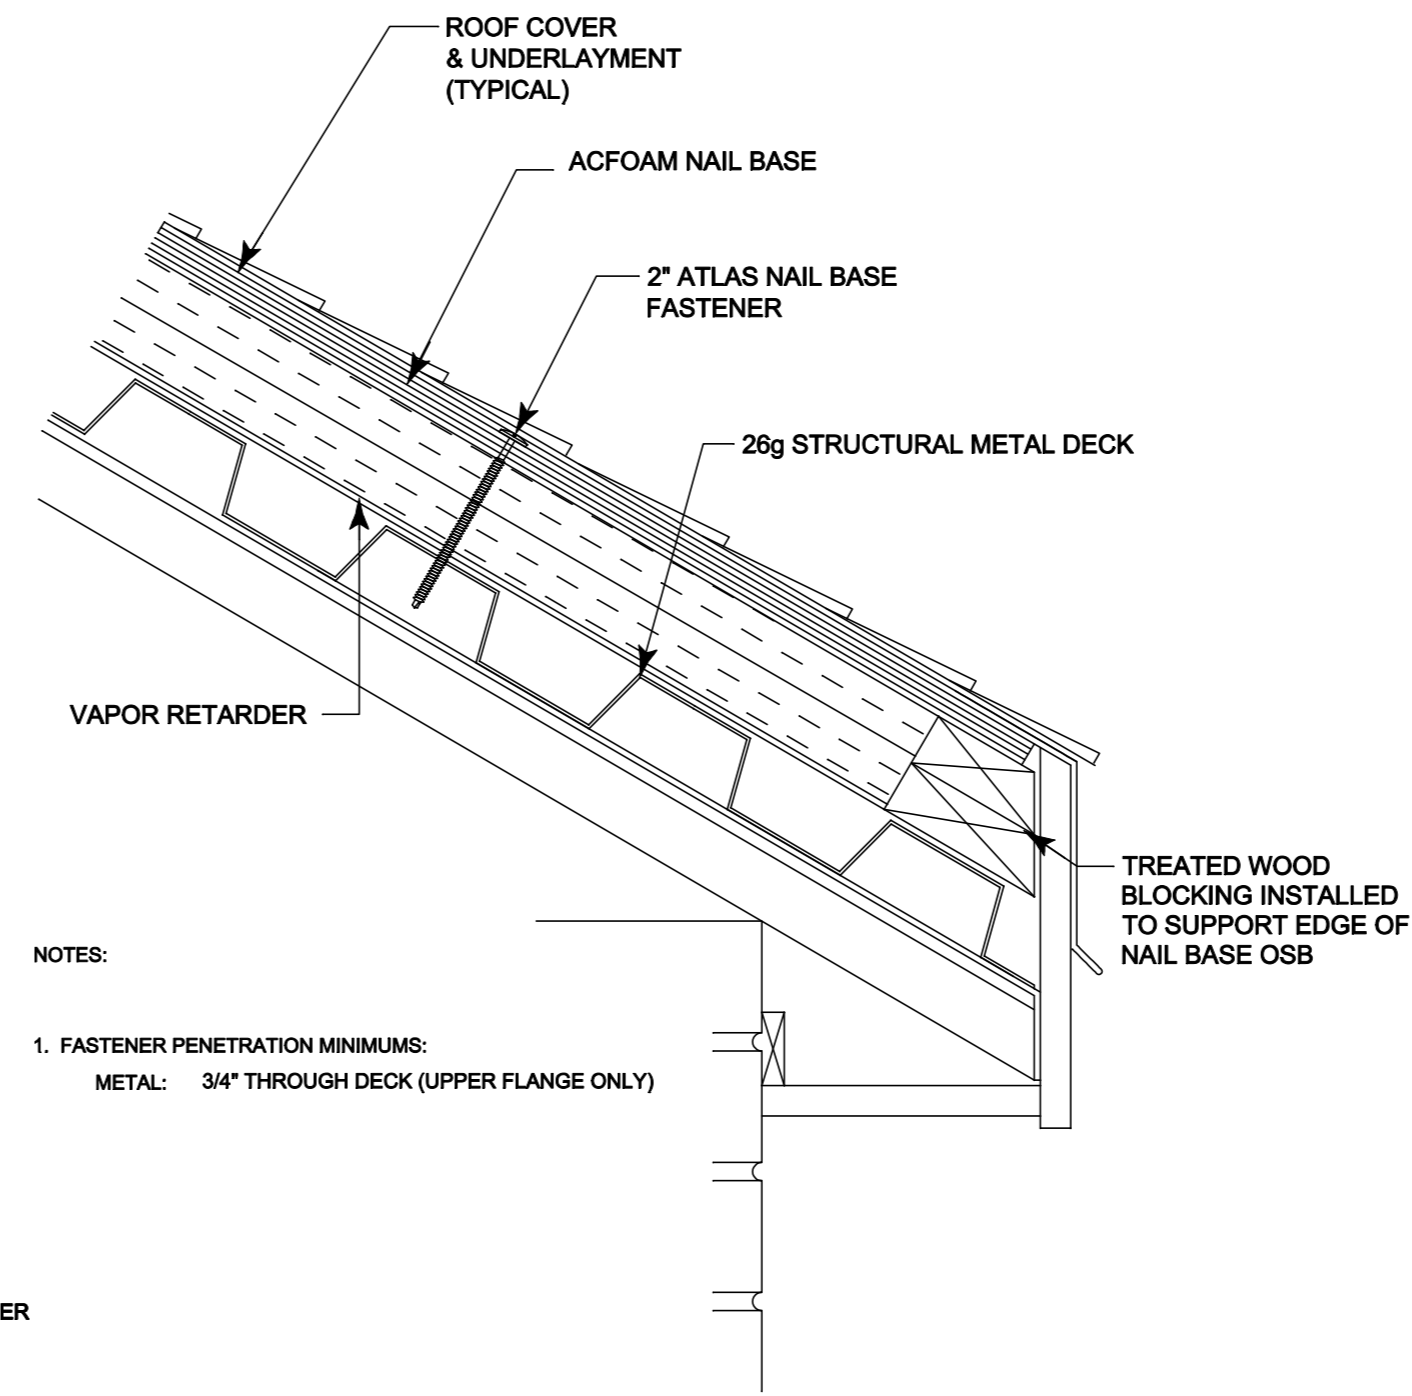 ROOF COVER
& UNDERLAYMENT
(TYPICAL)
ACFOAM NAIL BASE
2" ATLAS NAIL BASE
FASTENER
26g STRUCTURAL METAL DECK
VAPOR RETARDER
TREATED WOOD
BLOCKING INSTALLED
TO SUPPORT EDGE OF
NAIL BASE OSB
NOTES:
1. FASTENER PENETRATION MINIMUMS:
METAL: 3/4" THROUGH DECK (UPPER FLANGE ONLY)
ER